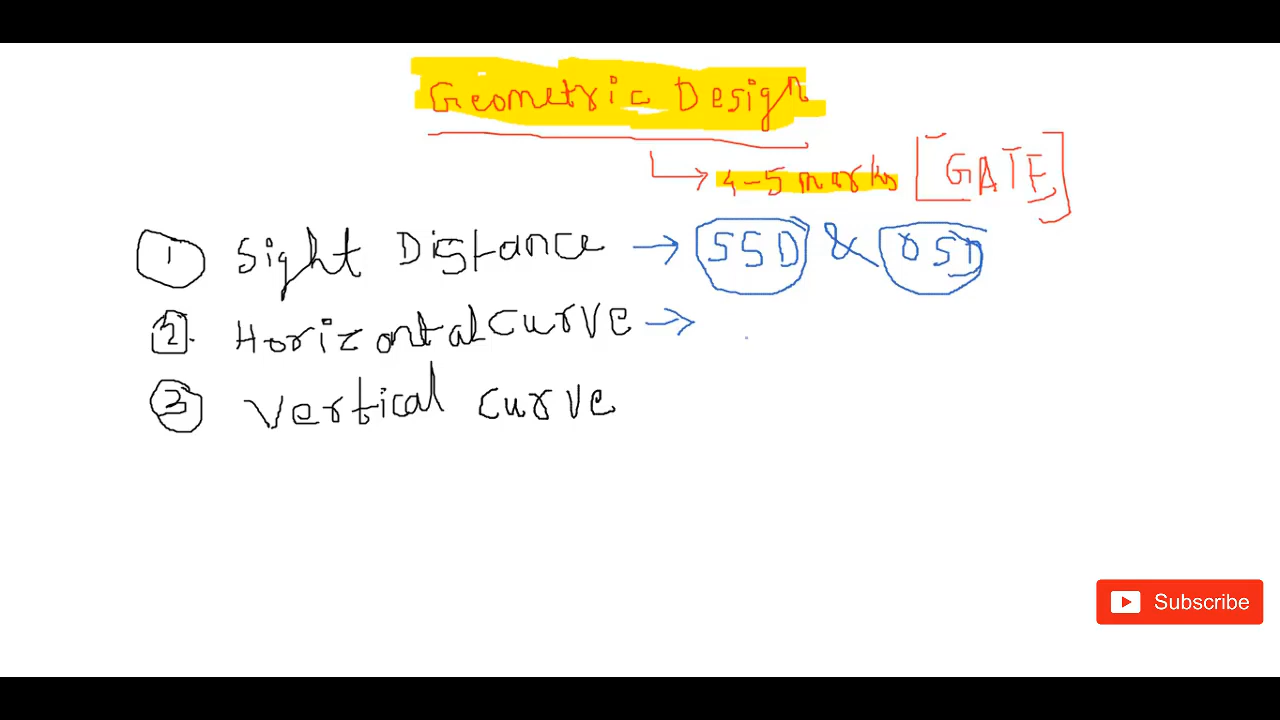 Geometric Design
→ 4-5 marks [GATE]
1 Sight Distance → SSD & OSD
2. Horizontal Curve →
3 Vertical Curve
Subscribe